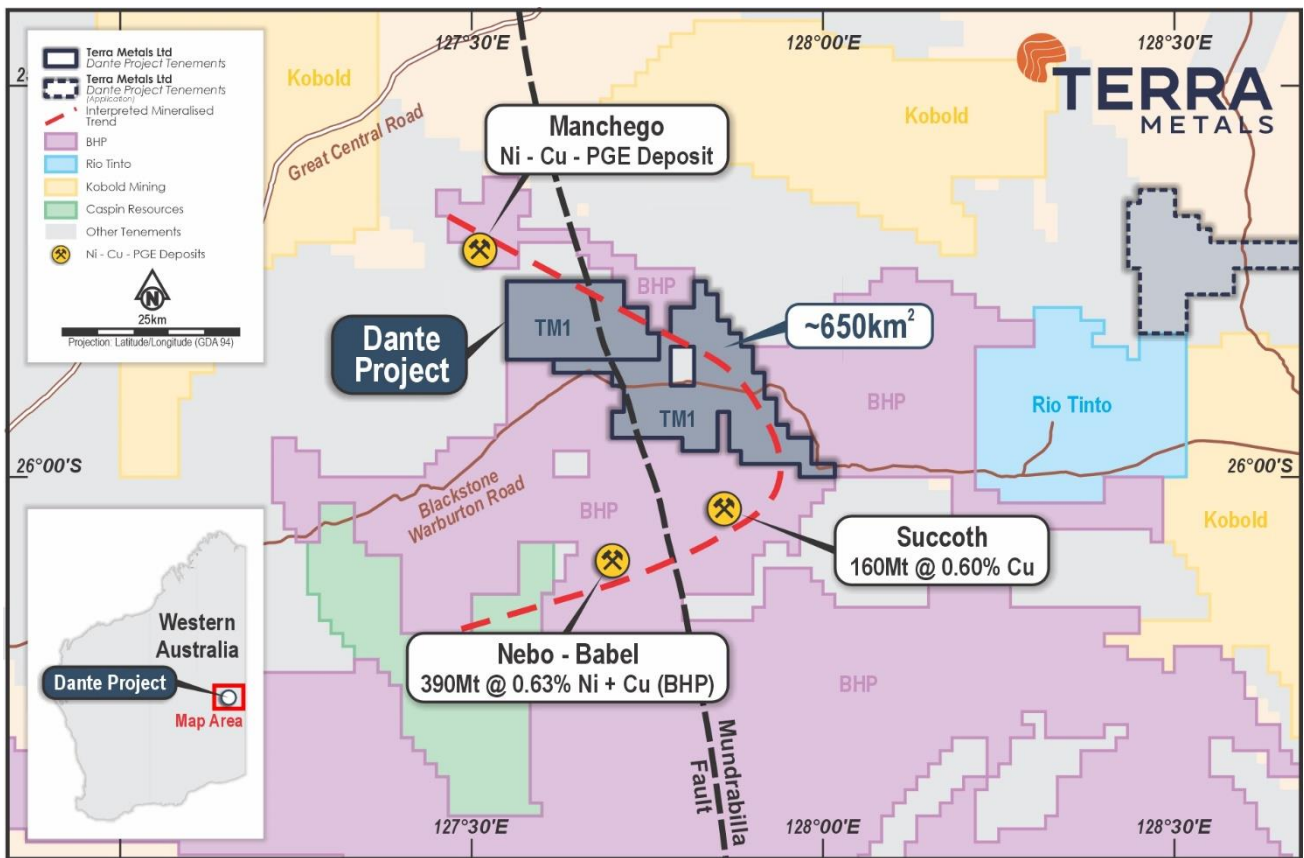 127°30'E
128°00'E
128°30'E
Terra Metals Ltd
Dante Project Tenements
Terra Metals Ltd
Dante Project Tenements
(Application)
Interpreted Mineralised
Trend
BHP
Rio Tinto
Kobold Mining
Caspin Resources
Other Tenements
Ni - Cu - PGE Deposits
N
25km
Projection: Latitude/Longitude (GDA 94)
Kobold
Great Central Road
Manchego
Ni - Cu - PGE Deposit
Kobold
TERRA
METALS
BHP
Dante
Project
TM1
~650km²
TM1
BHP
Rio Tinto
26°00'S
26°00'S
Blackstone
Warburton Road
BHP
Succoth
160Mt @ 0.60% Cu
Kobold
Nebo - Babel
390Mt @ 0.63% Ni + Cu (BHP)
BHP
Western
Australia
Dante Project
Map Area
Mundrabilla
Fault
127°30'E
128°00'E
128°30'E